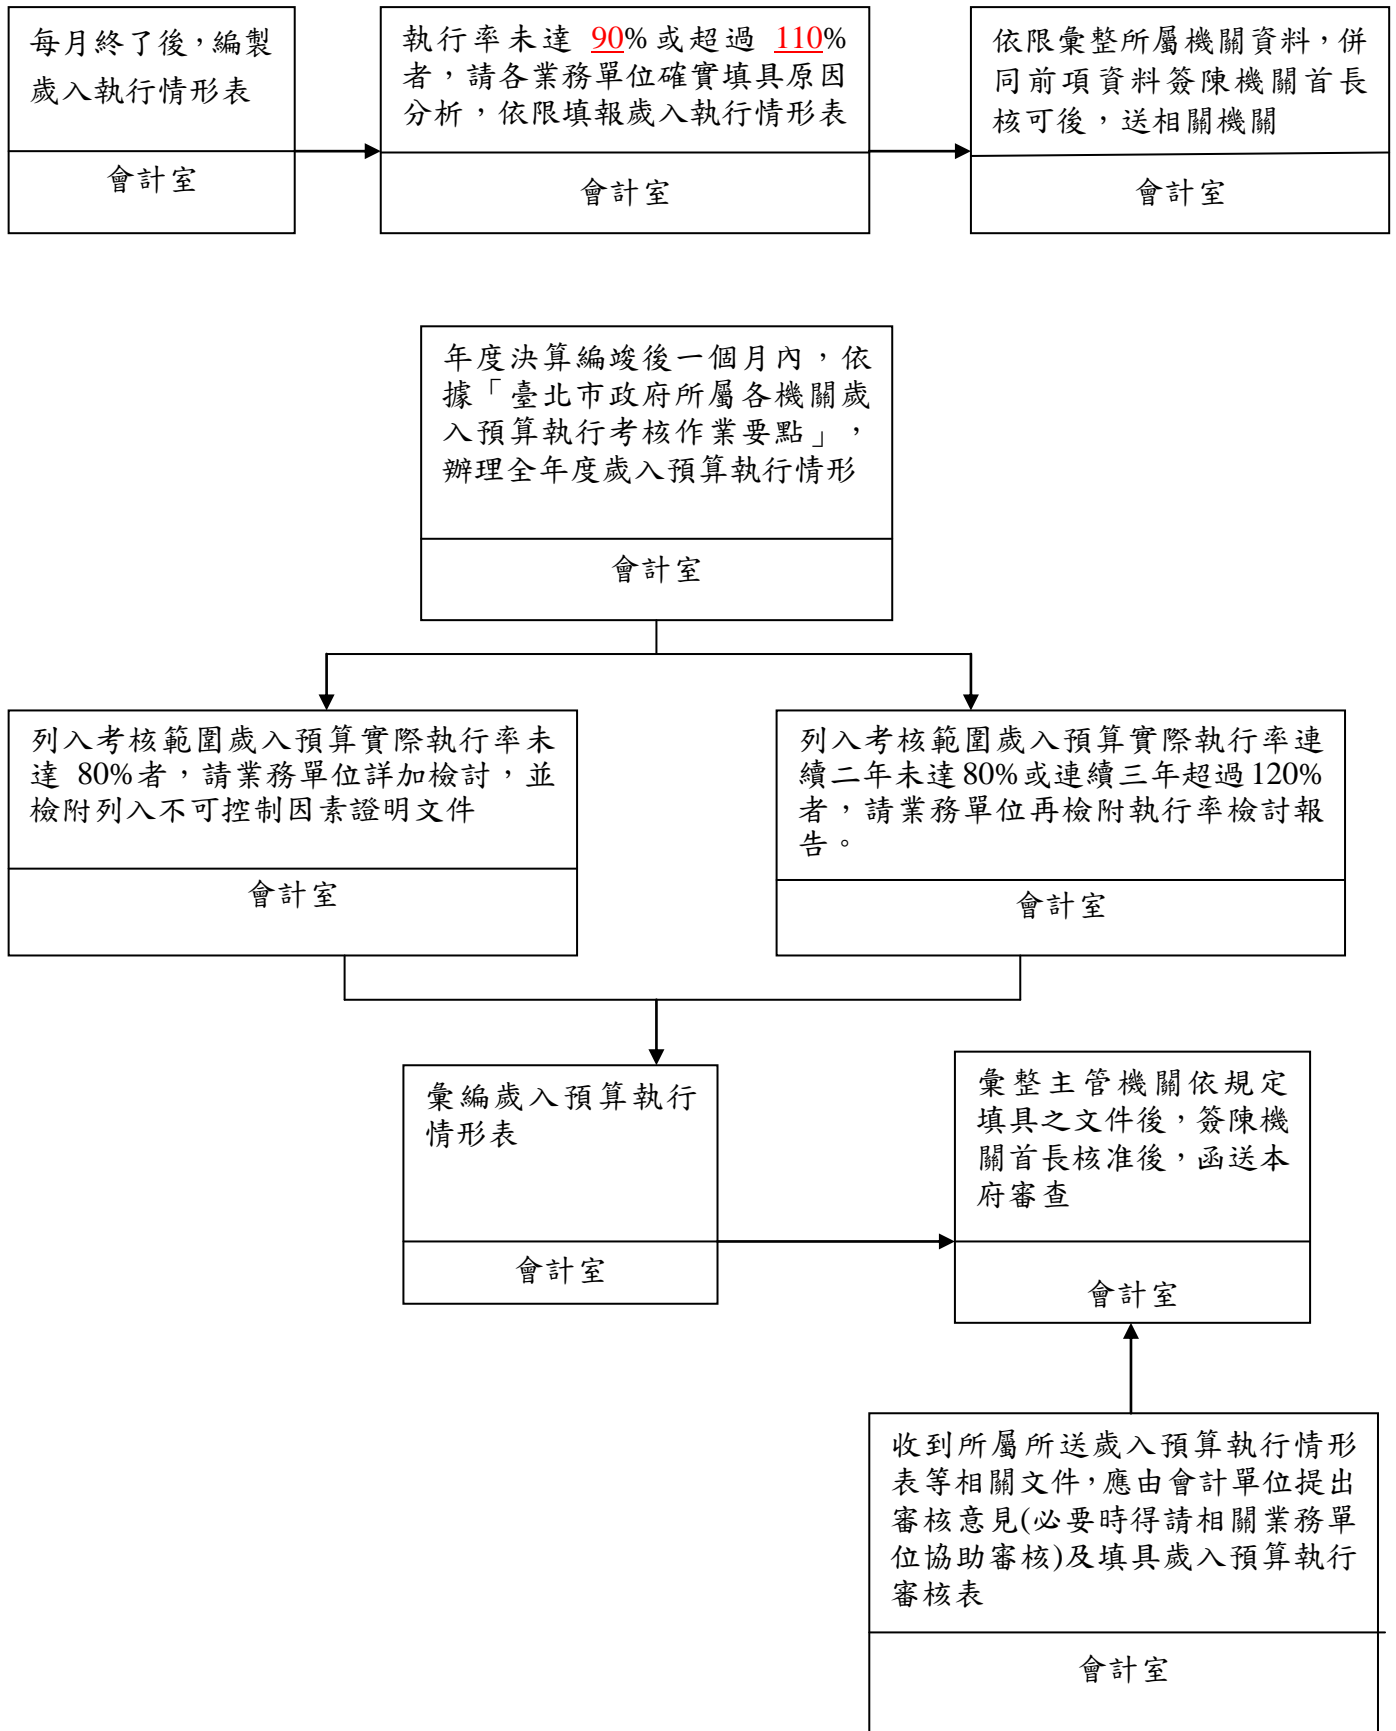 每月終了後，編製
歲入執行情形表
會計室
執行率未達 90%或超過 110%
者，請各業務單位確實填具原因
分析，依限填報歲入執行情形表
會計室
依限彙整所屬機關資料，併
同前項資料簽陳機關首長
核可後，送相關機關
會計室
年度決算編竣後一個月內，依
據「臺北市政府所屬各機關歲
入預算執行考核作業要點」，
辦理全年度歲入預算執行情形
會計室
列入考核範圍歲入預算實際執行率未
達 80%者，請業務單位詳加檢討，並
檢附列入不可控制因素證明文件
會計室
列入考核範圍歲入預算實際執行率連
續二年未達 80%或連續三年超過 120%
者，請業務單位再檢附執行率檢討報
告。
會計室
彙編歲入預算執行
情形表
會計室
彙整主管機關依規定
填具之文件後，簽陳機
關首長核准後，函送本
府審查
會計室
收到所屬所送歲入預算執行情形
表等相關文件，應由會計單位提出
審核意見(必要時得請相關業務單
位協助審核)及填具歲入預算執行
審核表
會計室